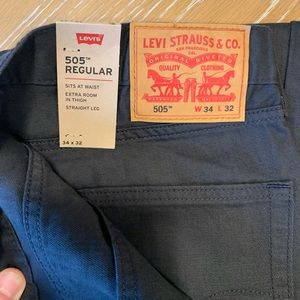 Levi's
505™
REGULAR
SITS AT WAIST
EXTRA ROOM
IN THIGH
STRAIGHT LEG
34 x 32
LEVI STRAUSS & CO.
SAN FRANCISCO
CAL
ORIGINAL RIVETED
QUALITY CLOTHING
505™ W 34 L 32